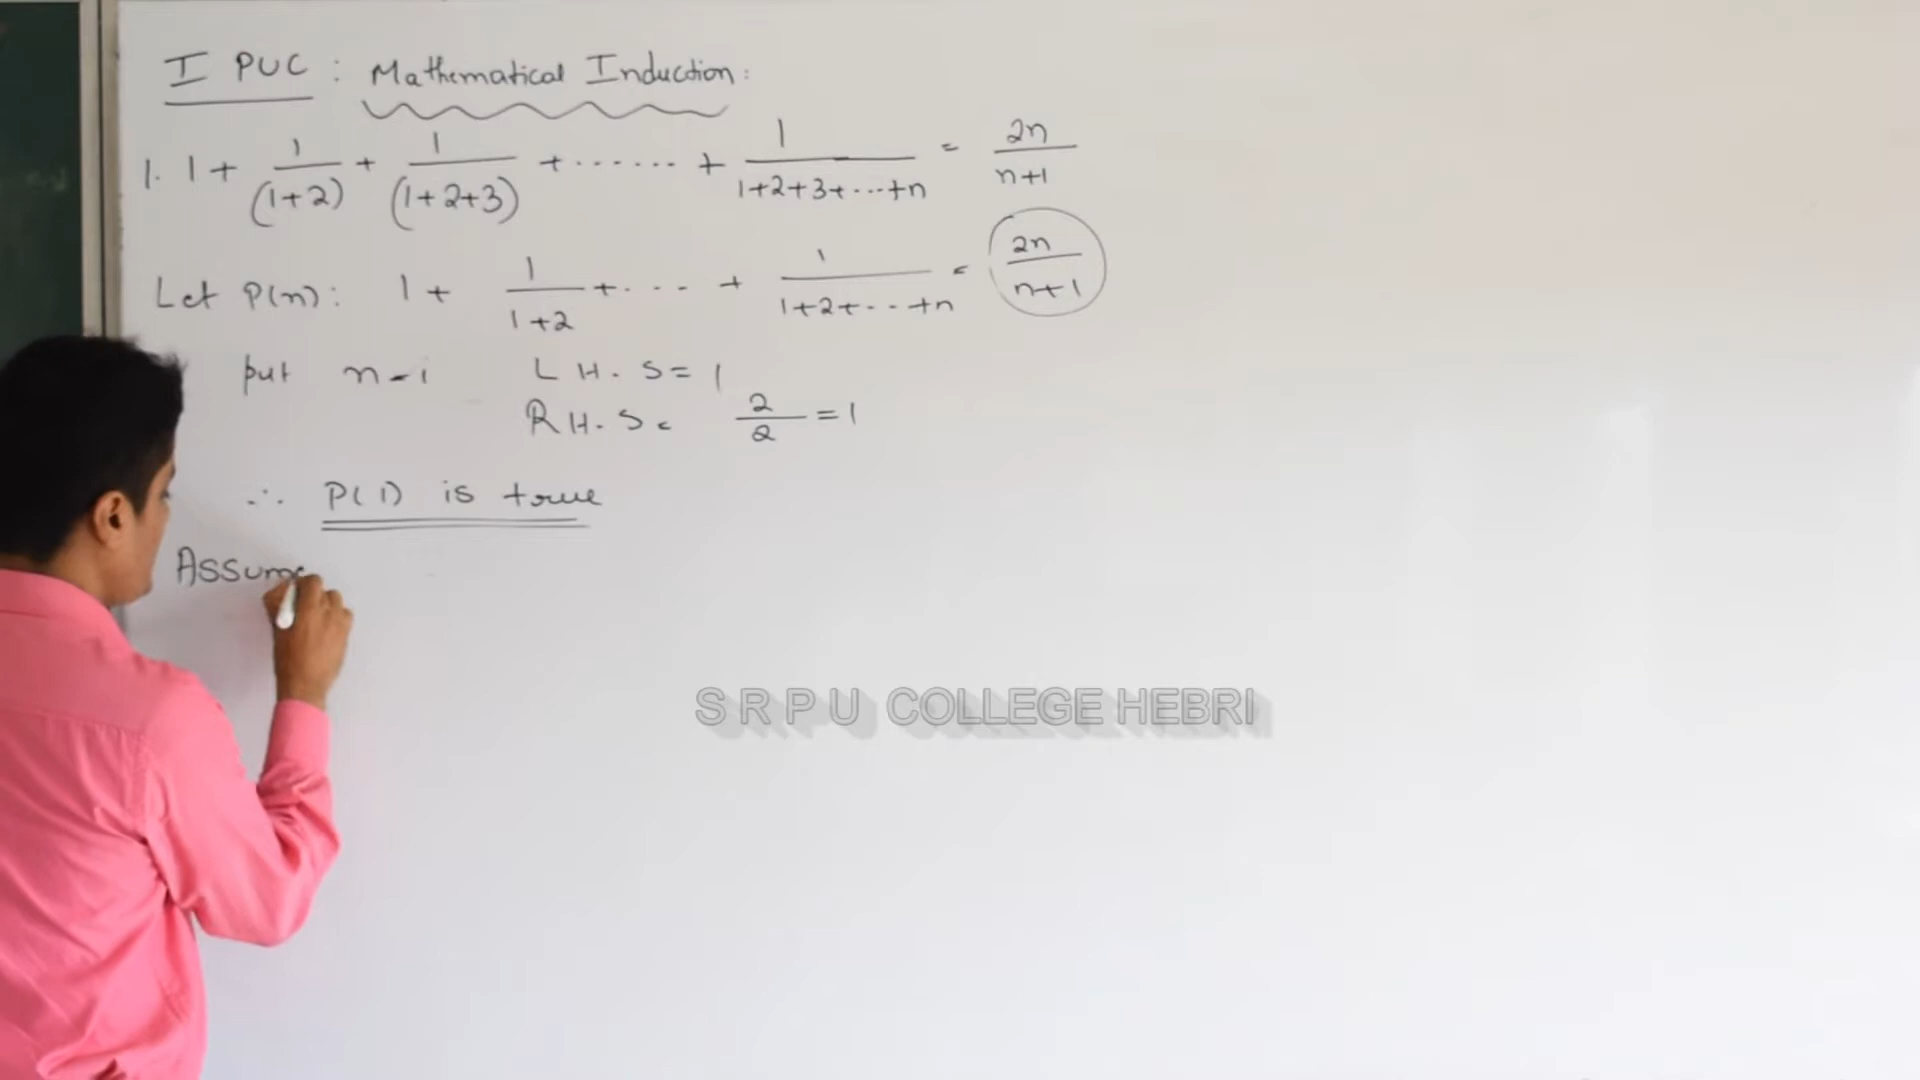 I PUC : Mathematical Induction:
1. 1 + 1/(1+2) + 1/(1+2+3) + ....... + 1/1+2+3+...+n = 2n/n+1
Let P(n): 1 + 1/1+2 + .... + 1/1+2+...+n = 2n/n+1
put n=1 L H.S= 1
R H.S= 2/2 = 1
∴ P(1) is true
Assume
S R P U COLLEGE HEBRI